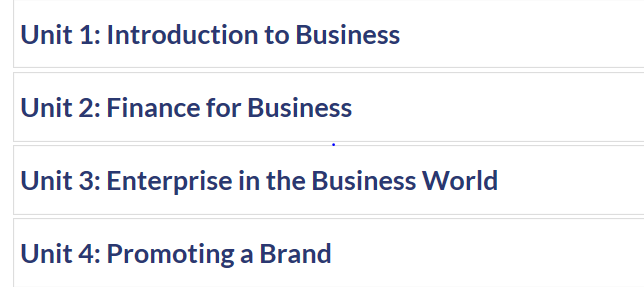 Unit 1: Introduction to Business
Unit 2: Finance for Business
Unit 3: Enterprise in the Business World
Unit 4: Promoting a Brand